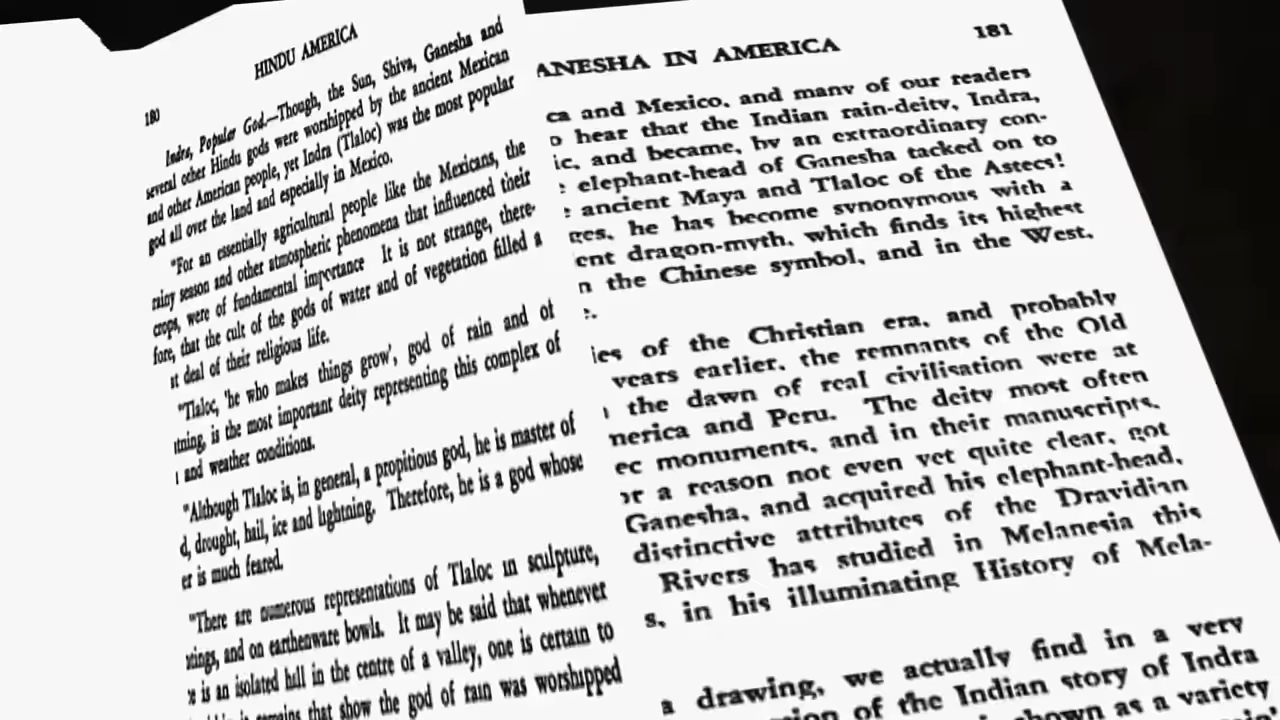 180
HINDU AMERICA
Indra, Popular God.—Though, the Sun, Shiva, Ganesha and
several other Hindu gods were worshipped by the ancient Mexican
and other American people, yet Indra (Tlaloc) was the most popular
god all over the land and especially in Mexico.
"For an essentially agricultural people like the Mexicans, the
rainy season and other atmospheric phenomena that influenced their
crops, were of fundamental importance It is not strange, there-
fore, that the cult of the gods of water and of vegetation filled a
deal of their religious life.
"Tlaloc, 'he who makes things grow', god of rain and of
is the most important deity representing this complex of
and weather conditions.
"Although Tlaloc is, in general, a propitious god, he is master of
drought, hail, ice and lightning. Therefore, he is a god whose
is much feared.
"There are numerous representations of Tlaloc in sculpture,
and on earthenware bowls. It may be said that whenever
is an isolated hill in the centre of a valley, one is certain to
that show the god of rain was worshipped
ANESHA IN AMERICA
181
and Mexico, and many of our readers
hear that the Indian rain-deity, Indra,
and became, by an extraordinary con-
elephant-head of Ganesha tacked on to
ancient Maya and Tlaloc of the Astecs!
he has become synonymous with a
dragon-myth, which finds its highest
the Chinese symbol, and in the West,
of the Christian era, and probably
years earlier, the remnants of the Old
the dawn of real civilisation were at
and Peru. The deity most often
monuments, and in their manuscripts,
a reason not even yet quite clear, got
Ganesha, and acquired his elephant-head,
distinctive attributes of the Dravidian
Rivers has studied in Melanesia this
s, in his illuminating History of Mela-
a drawing, we actually find in a very
of the Indian story of Indra
shown as a variety